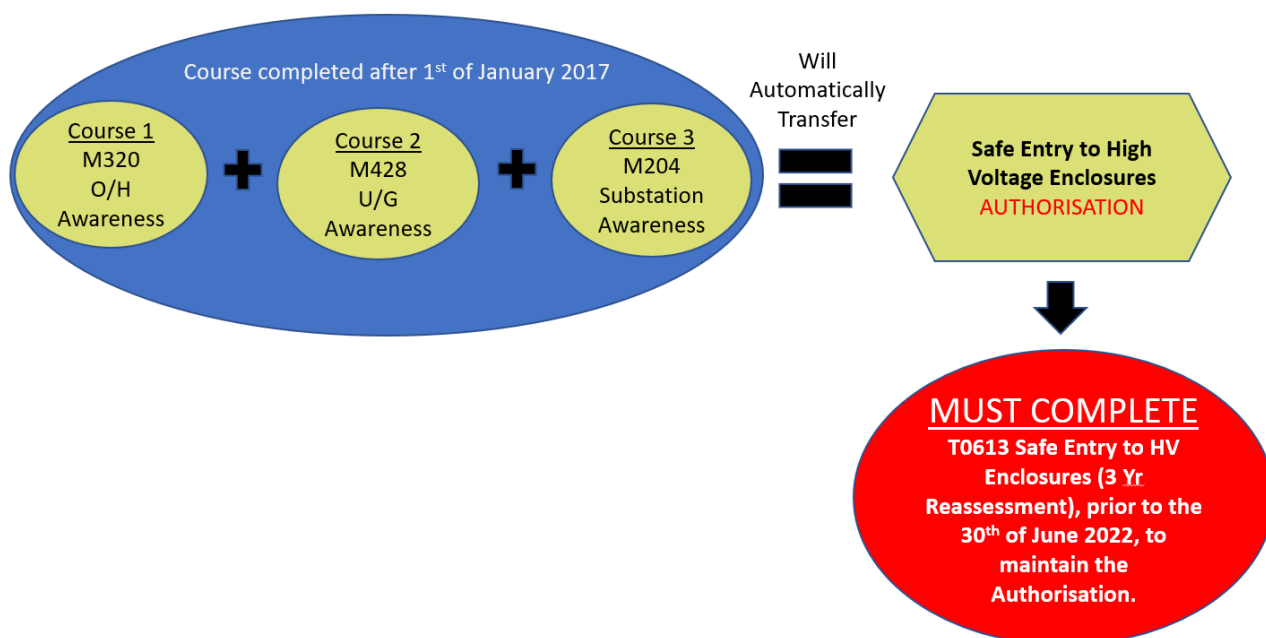 Course completed after 1st of January 2017
Course 1
M320
O/H
Awareness
Course 2
M428
U/G
Awareness
Course 3
M204
Substation
Awareness
Will
Automatically
Transfer
Safe Entry to High
Voltage Enclosures
AUTHORISATION
MUST COMPLETE
T0613 Safe Entry to HV
Enclosures (3 Yr
Reassessment), prior to the
30th of June 2022, to
maintain the
Authorisation.